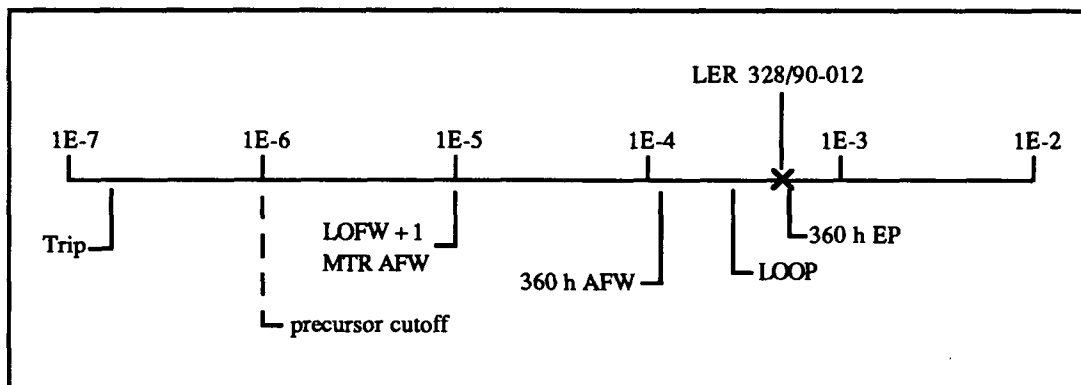 LER 328/90-012
1E-7 1E-6 1E-5 1E-4 1E-3 1E-2
Trip
LOFW + 1
MTR AFW
360 h AFW
360 h EP
LOOP
precursor cutoff